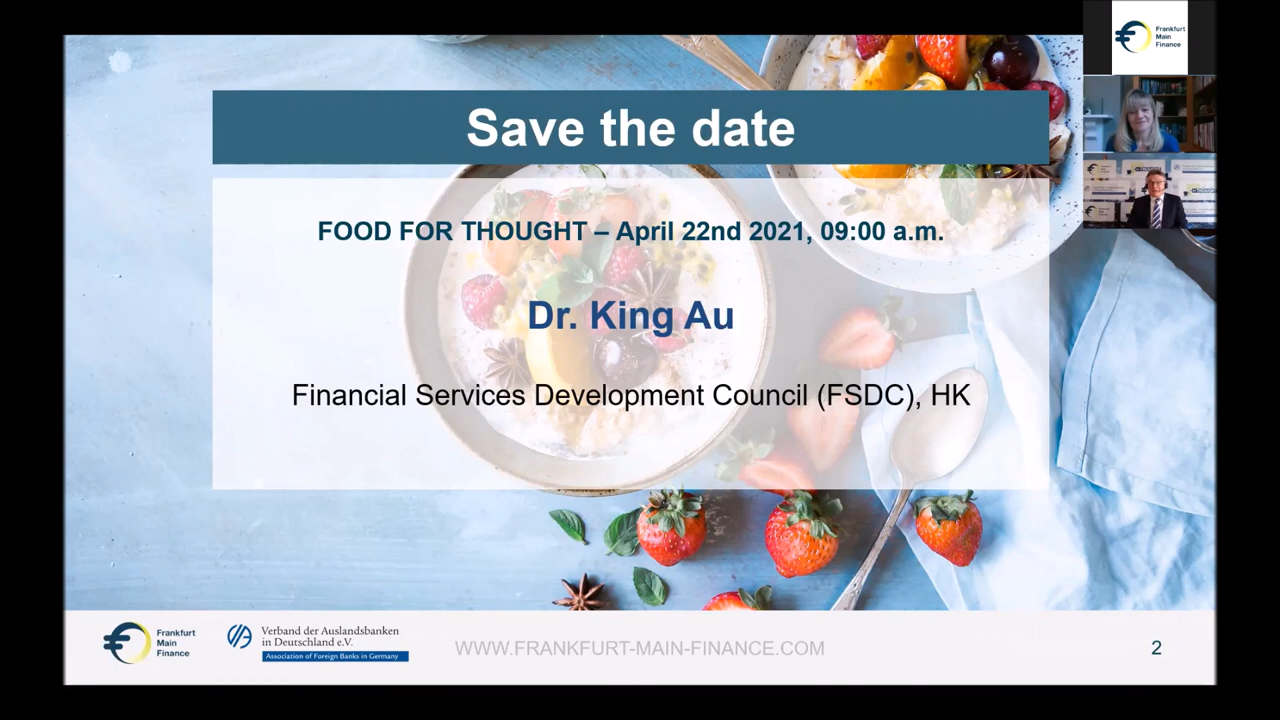 Save the date
FOOD FOR THOUGHT – April 22nd 2021, 09:00 a.m.
Dr. King Au
Financial Services Development Council (FSDC), HK
Frankfurt
Main
Finance
Verband der Auslandsbanken
in Deutschland e.V.
Association of Foreign Banks in Germany
WWW.FRANKFURT-MAIN-FINANCE.COM
2
Frankfurt
Main
Finance